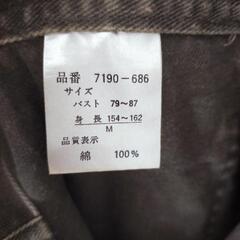 品番 7190-686
サイズ
バスト 79〜87
身長 154〜162
M
品質表示
綿 100%